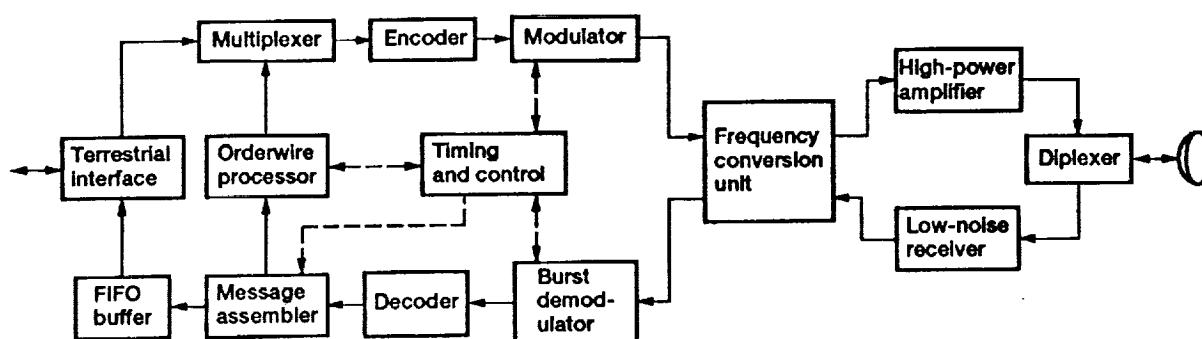 Multiplexer
Encoder
Modulator
High-power
amplifier
Terrestrial
interface
Orderwire
processor
Timing
and control
Frequency
conversion
unit
Diplexer
Low-noise
receiver
FIFO
buffer
Message
assembler
Decoder
Burst
demod-
ulator